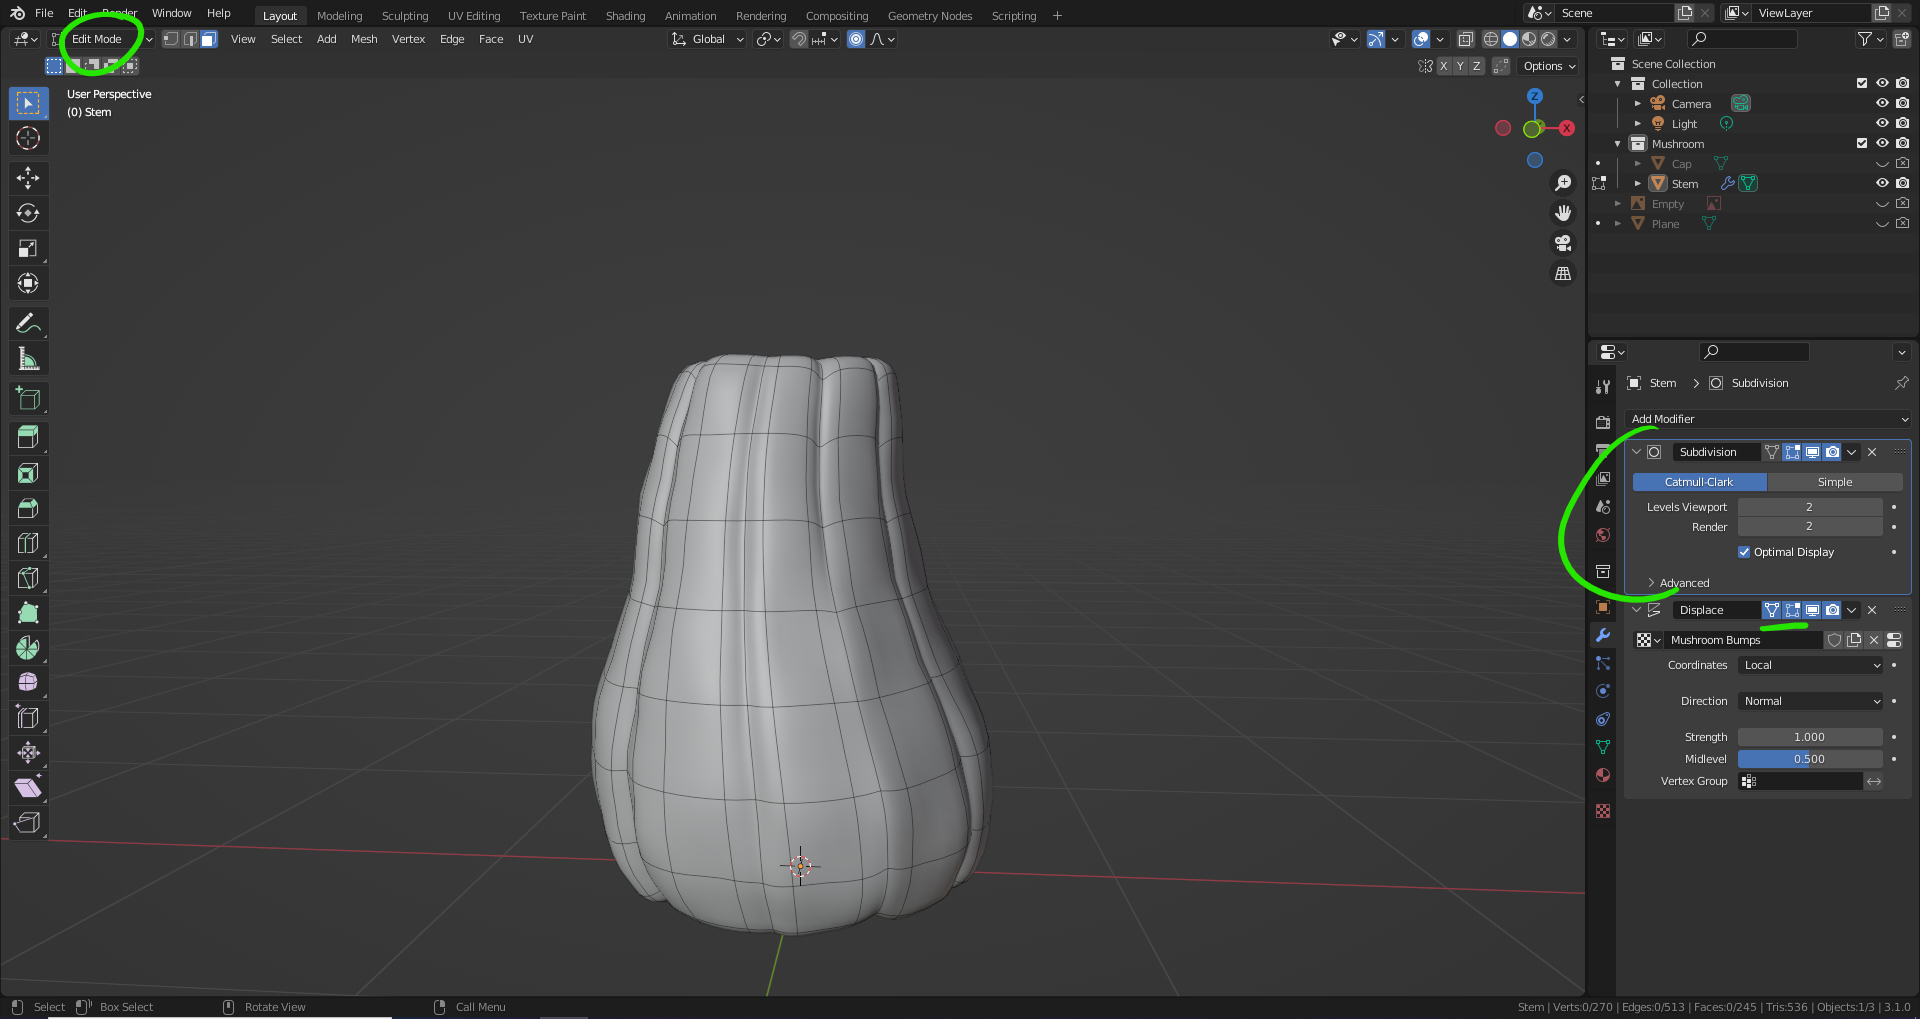 File Edit Render Window Help Layout Modeling Sculpting UV Editing Texture Paint Shading Animation Rendering Compositing Geometry Nodes Scripting + Scene ViewLayer
Edit Mode View Select Add Mesh Vertex Edge Face UV Global
X Y Z Options
User Perspective
(0) Stem
Z
X
Scene Collection
Collection
Camera
Light
Mushroom
Cap
Stem
Empty
Plane
Stem > Subdivision
Add Modifier
Subdivision
Catmull-Clark Simple
Levels Viewport 2
Render 2
Optimal Display
Advanced
Displace
Mushroom Bumps
Coordinates Local
Direction Normal
Strength 1.000
Midlevel 0.500
Vertex Group
Select Box Select Rotate View Call Menu Stem | Verts:0/270 | Edges:0/513 | Faces:0/245 | Tris:536 | Objects:1/3 | 3.1.0